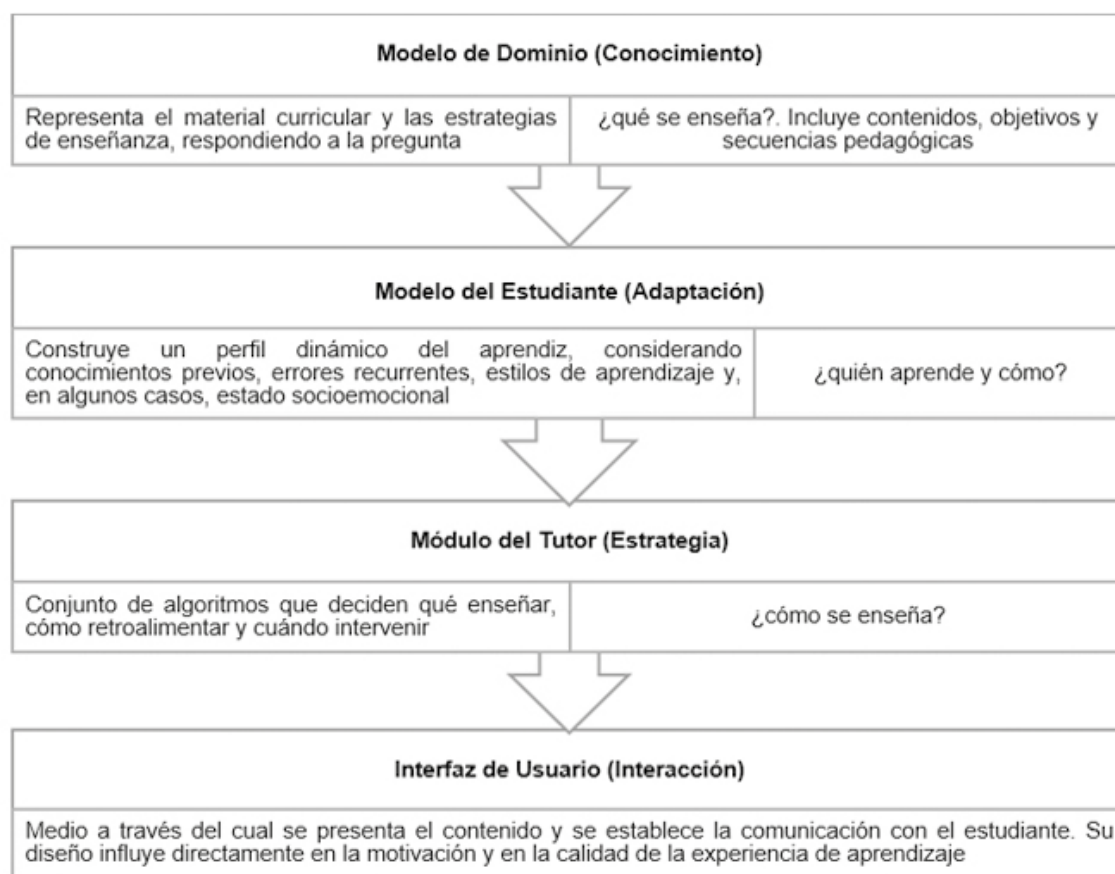 Modelo de Dominio (Conocimiento)
Representa el material curricular y las estrategias
de enseñanza, respondiendo a la pregunta
¿qué se enseña?. Incluye contenidos, objetivos y
secuencias pedagógicas
Modelo del Estudiante (Adaptación)
Construye un perfil dinámico del aprendiz, considerando
conocimientos previos, errores recurrentes, estilos de aprendizaje y,
en algunos casos, estado socioemocional
¿quién aprende y cómo?
Módulo del Tutor (Estrategia)
Conjunto de algoritmos que deciden qué enseñar,
cómo retroalimentar y cuándo intervenir
¿cómo se enseña?
Interfaz de Usuario (Interacción)
Medio a través del cual se presenta el contenido y se establece la comunicación con el estudiante. Su
diseño influye directamente en la motivación y en la calidad de la experiencia de aprendizaje